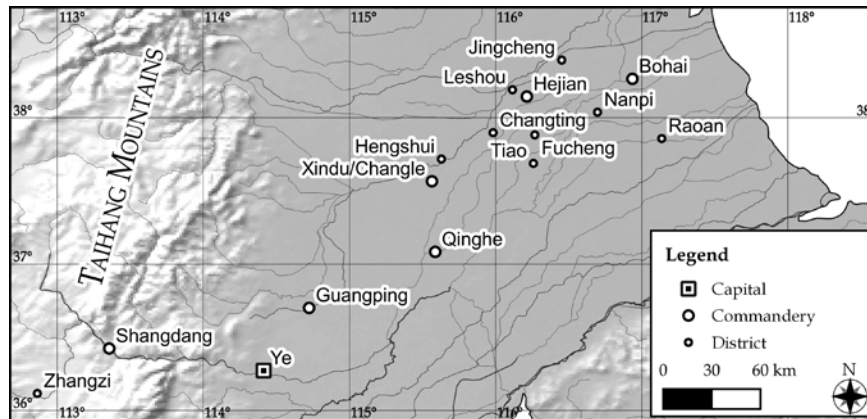 113° 114° 115° 116° 117° 118°
Jingcheng
Bohai
Leshou
Hejian
TAIHANG MOUNTAINS
Nanpi
38° 38°
Changting
Raoan
Hengshui
Tiao
Fucheng
Xindu/Changle
Qinghe
37° 37°
Legend
Capital
Guangping
Commandery
Shangdang
District
Ye
0 30 60 km
N
Zhangzi
36° 113° 114° 115° 116°